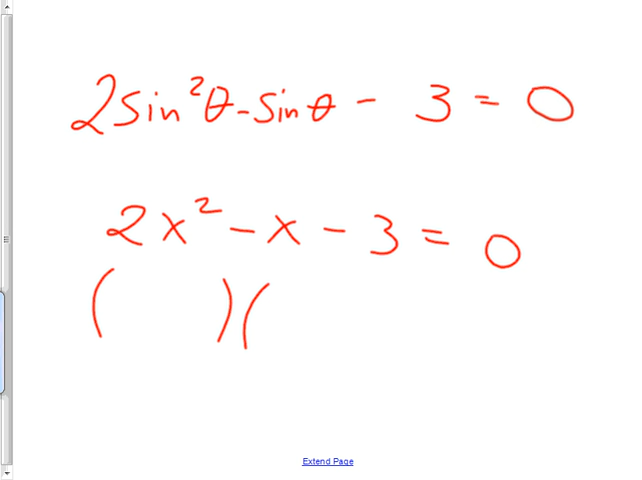 2sin²θ-sinθ - 3 = 0
2x² - x - 3 = 0
( )(
Extend Page